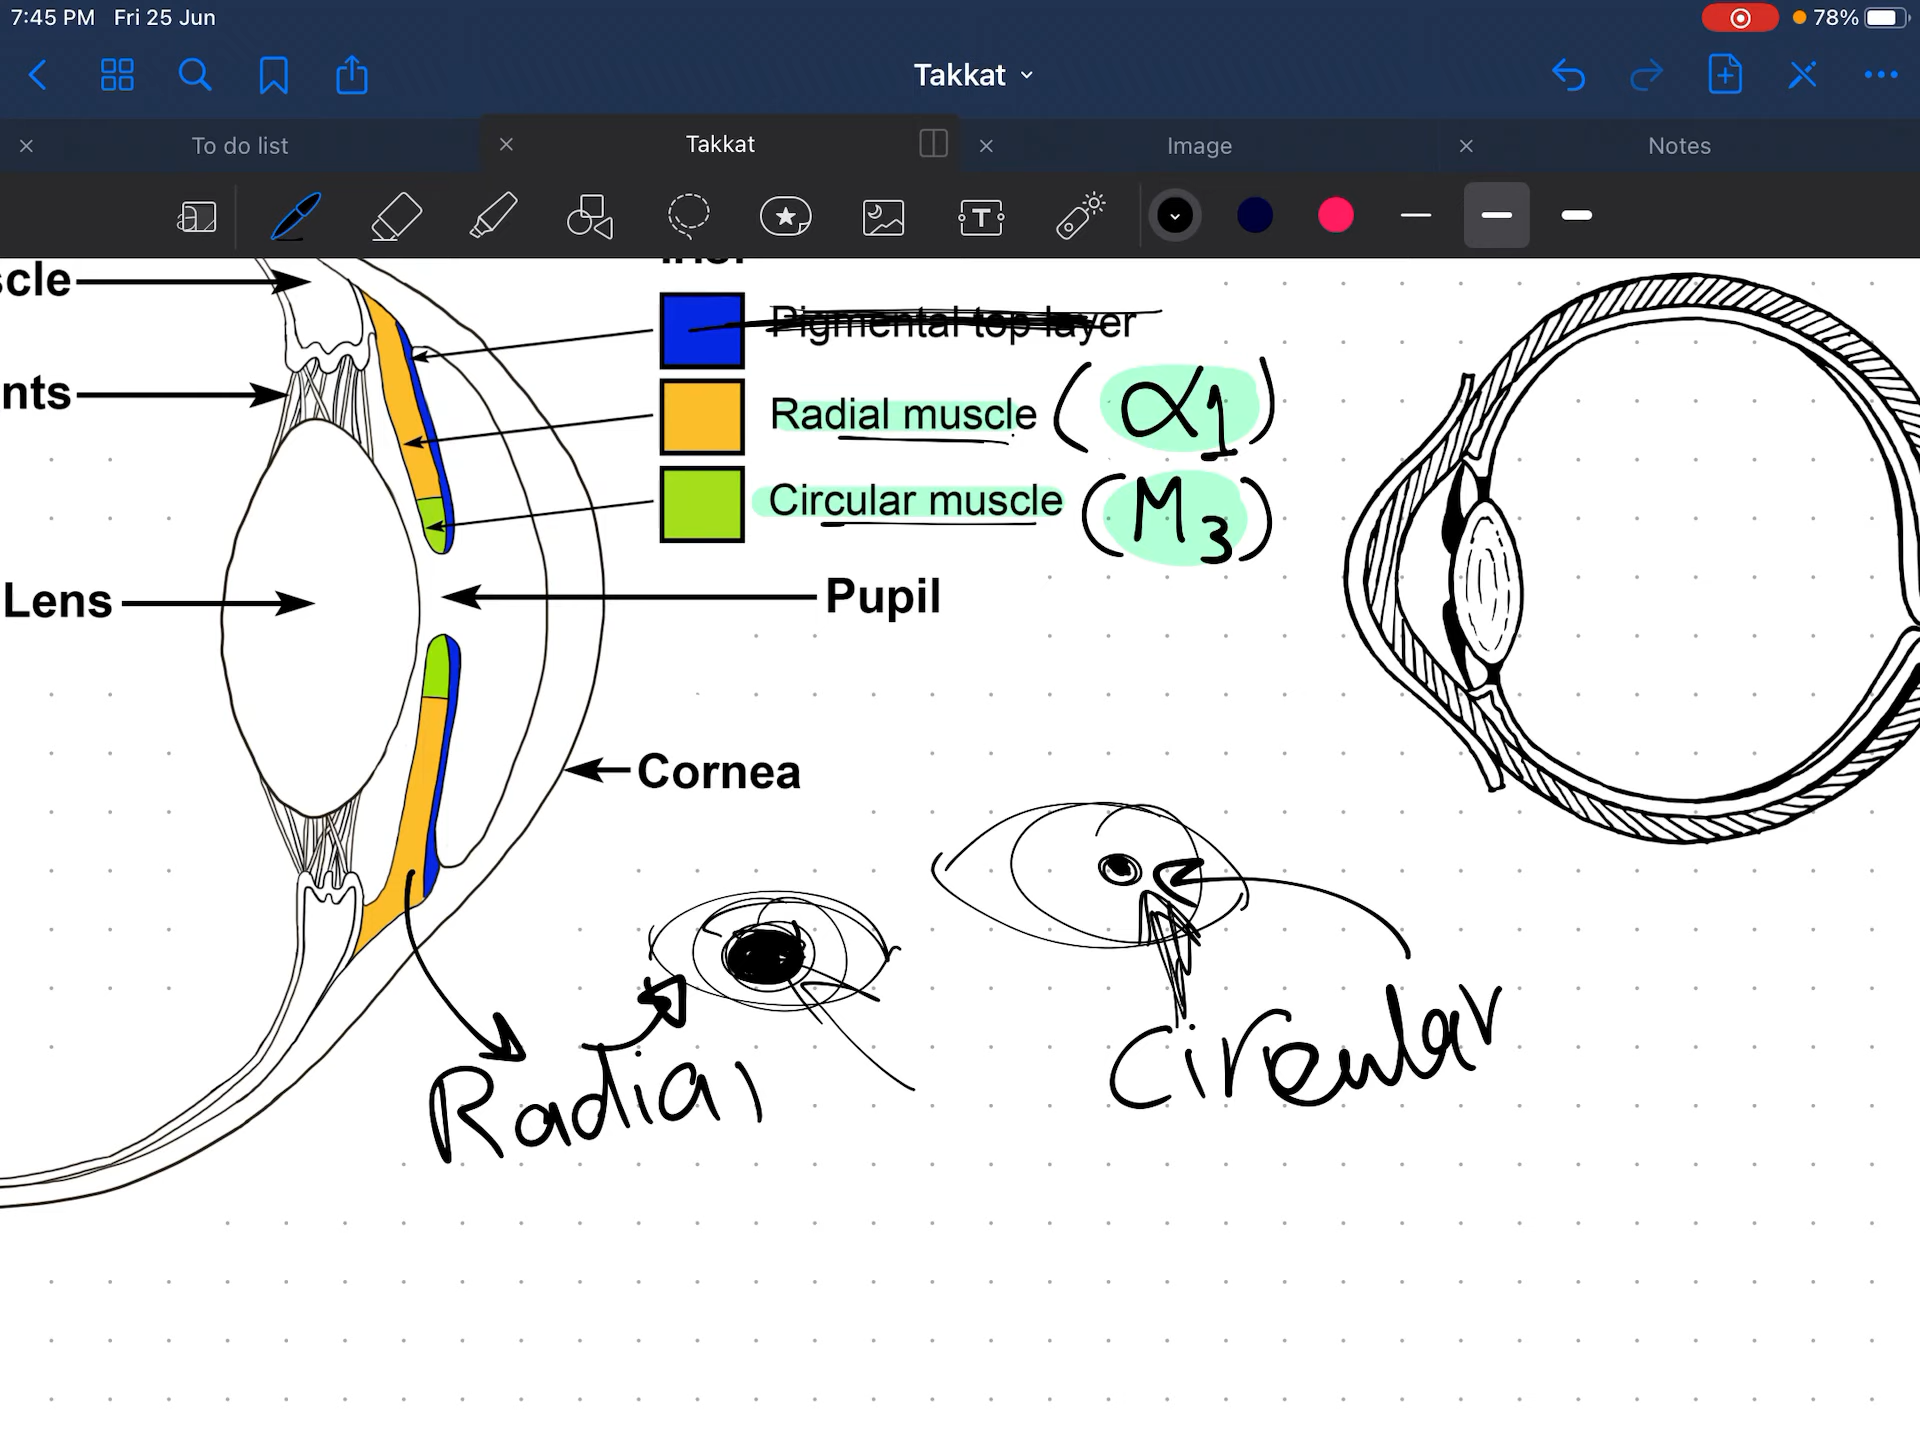 7:45 PM Fri 25 Jun
78%
Takkat
To do list
Takkat
Image
Notes
scle
Pigmental top layer
nts
Radial muscle (α1)
Circular muscle (M3)
Lens
Pupil
Cornea
Radial
Circular